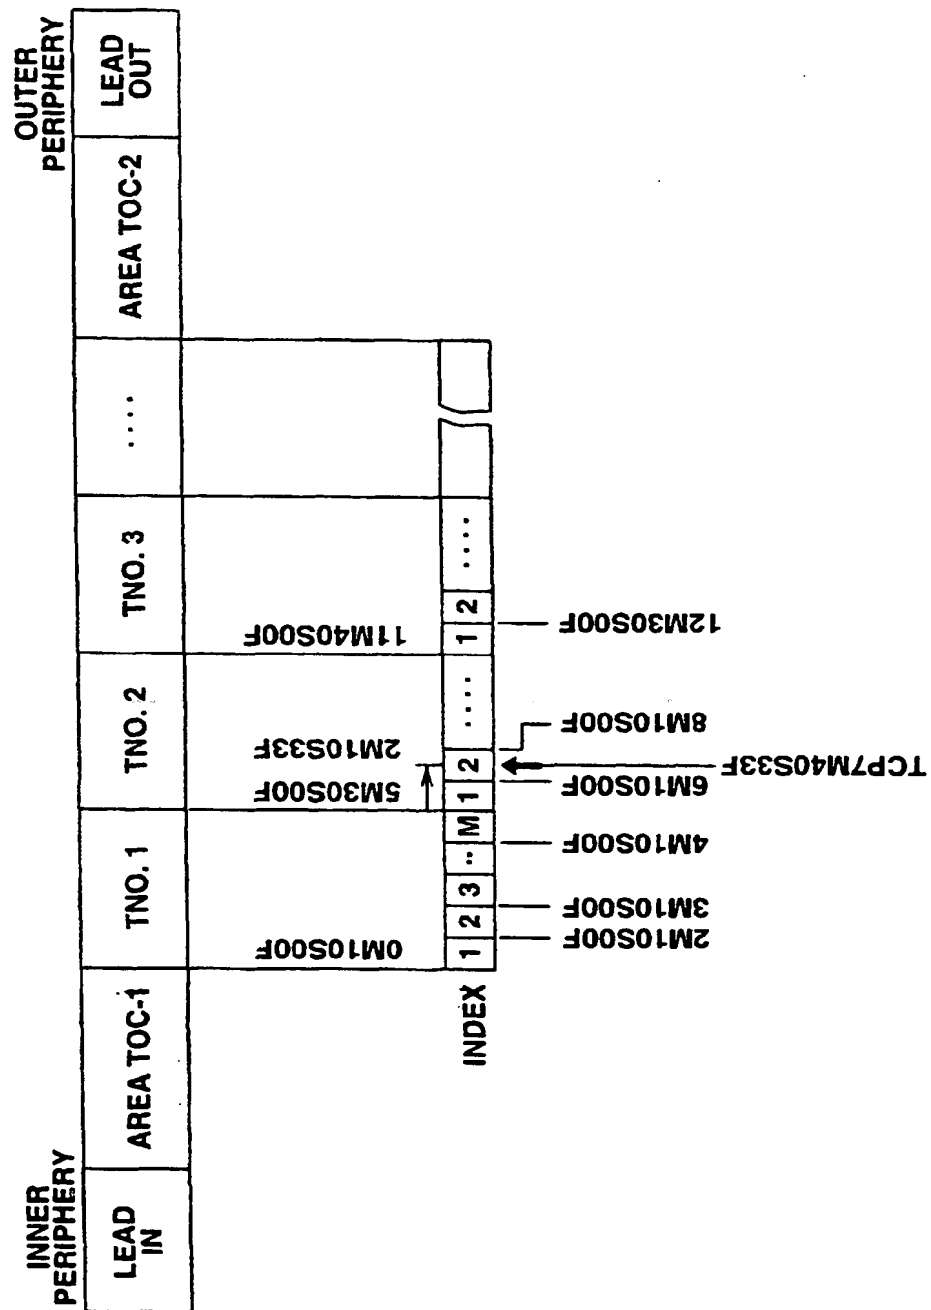 INNER
PERIPHERY
OUTER
PERIPHERY
LEAD
IN
AREA TOC-1
TNO. 1
TNO. 2
TNO. 3
....
AREA TOC-2
LEAD
OUT
0M10S00F
5M30S00F
2M10S33F
11M40S00F
INDEX
1 2 3 .. M 1 2 .... 1 2 ....
2M10S00F
3M10S00F
4M10S00F
6M10S00F
8M10S00F
12M30S00F
TCP7M40S33F